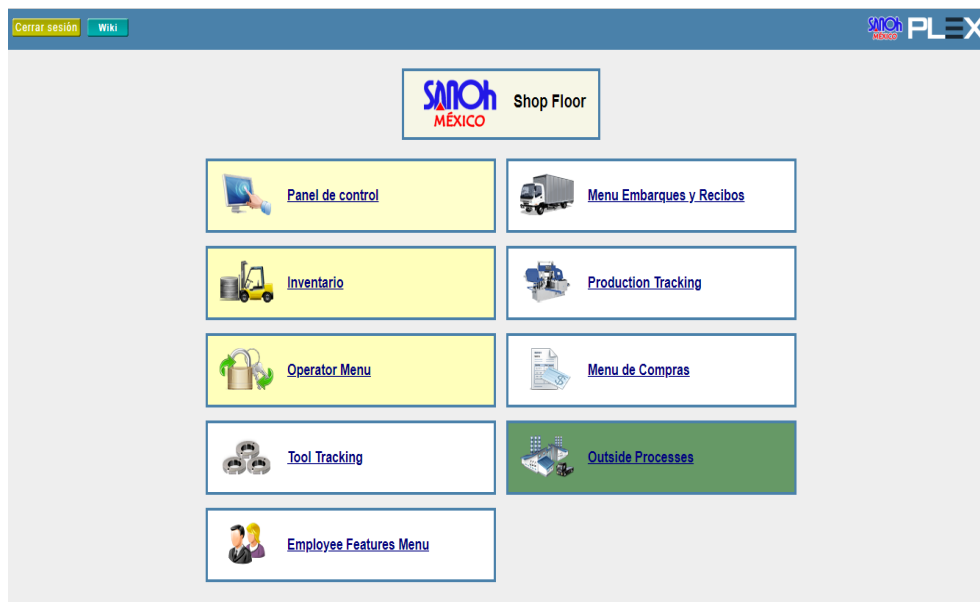 Cerrar sesión Wiki SANOh MÉXICO PLEX
SANOh MÉXICO Shop Floor
Panel de control
Menu Embarques y Recibos
Inventario
Production Tracking
Operator Menu
Menu de Compras
Tool Tracking
Outside Processes
Employee Features Menu